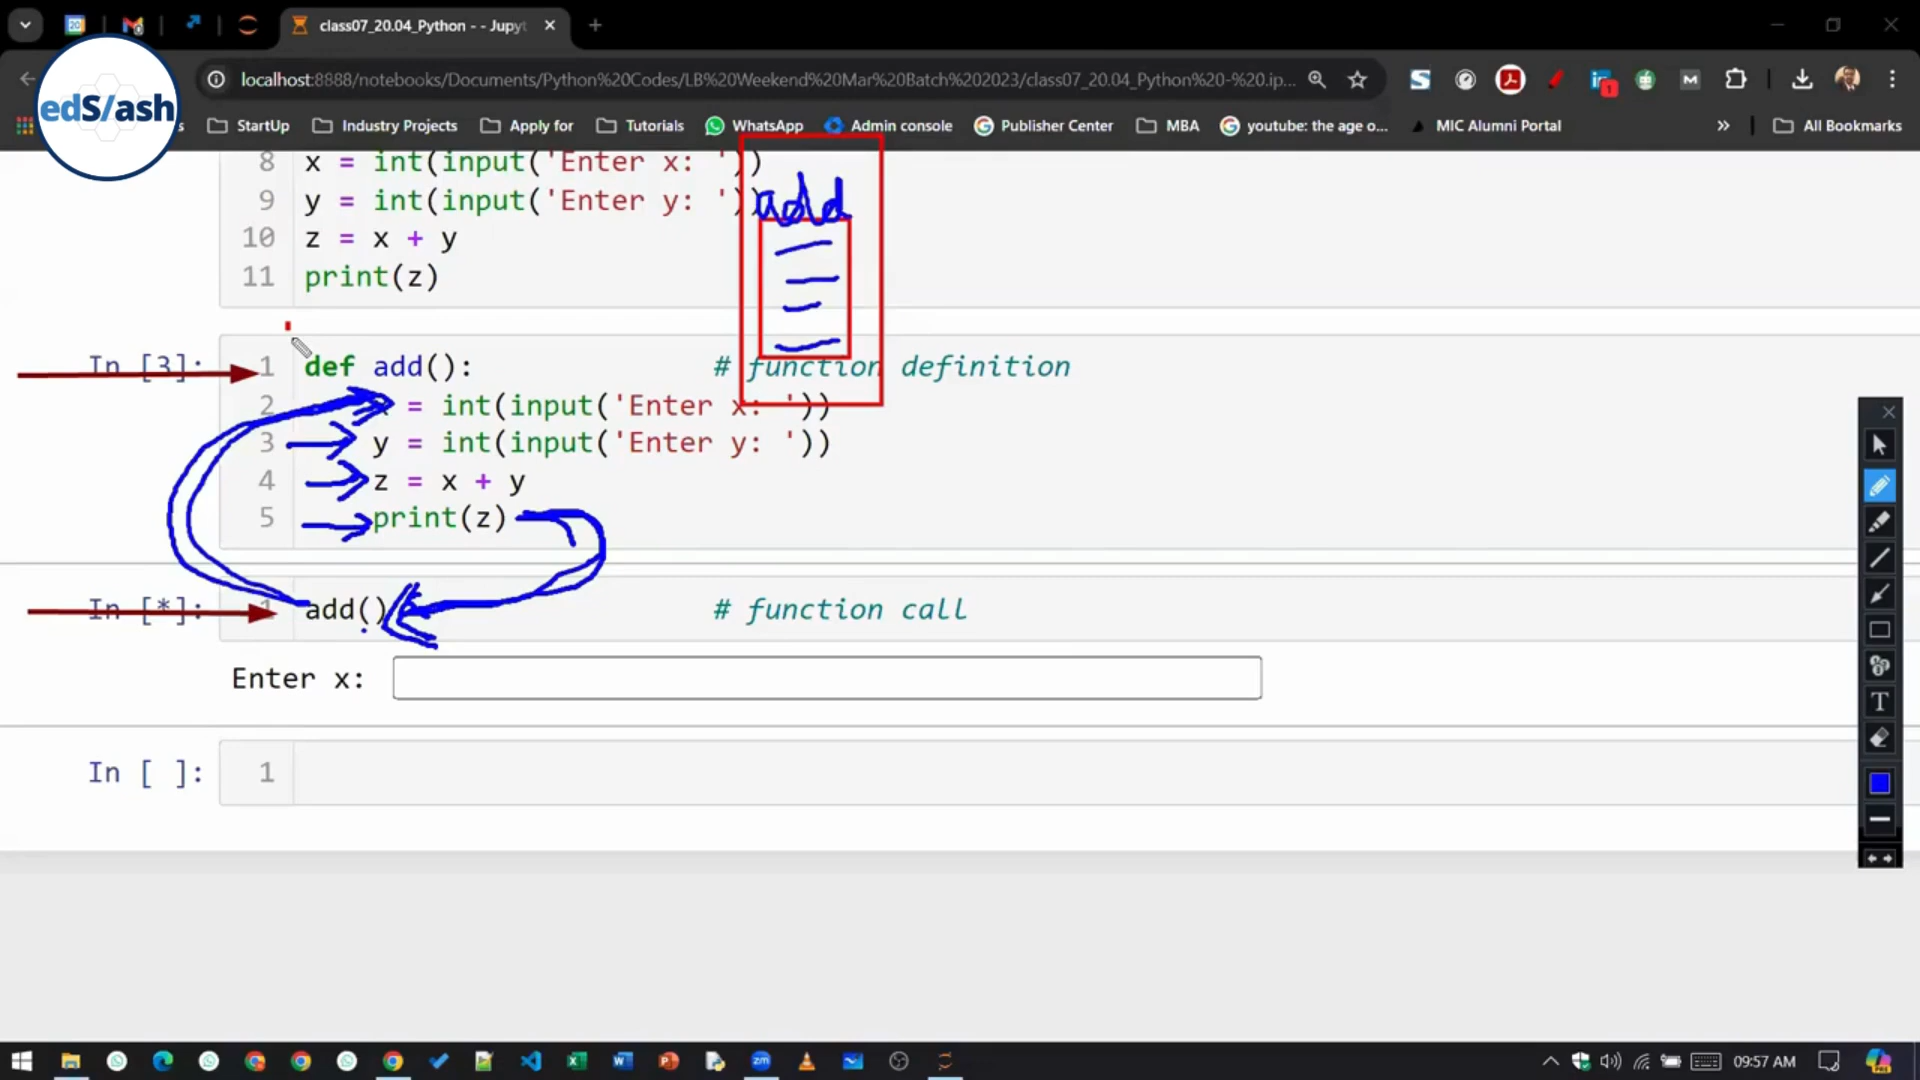 class07_20.04_Python - - Jupyt
localhost:8888/notebooks/Documents/Python%20Codes/LB%20Weekend%20Mar%20Batch%202023/class07_20.04_Python%20-%20.ip...
edS/ash
s StartUp Industry Projects Apply for Tutorials WhatsApp Admin console Publisher Center MBA youtube: the age o... MIC Alumni Portal » All Bookmarks
8 x = int(input('Enter x: '))
9 y = int(input('Enter y: '))
add
10 z = x + y
11 print(z)
In [3]: 1 def add(): # function definition
2 x = int(input('Enter x: '))
3 y = int(input('Enter y: '))
4 z = x + y
5 print(z)
In [*]: 1 add() # function call
Enter x:
In [ ]: 1
T
09:57 AM